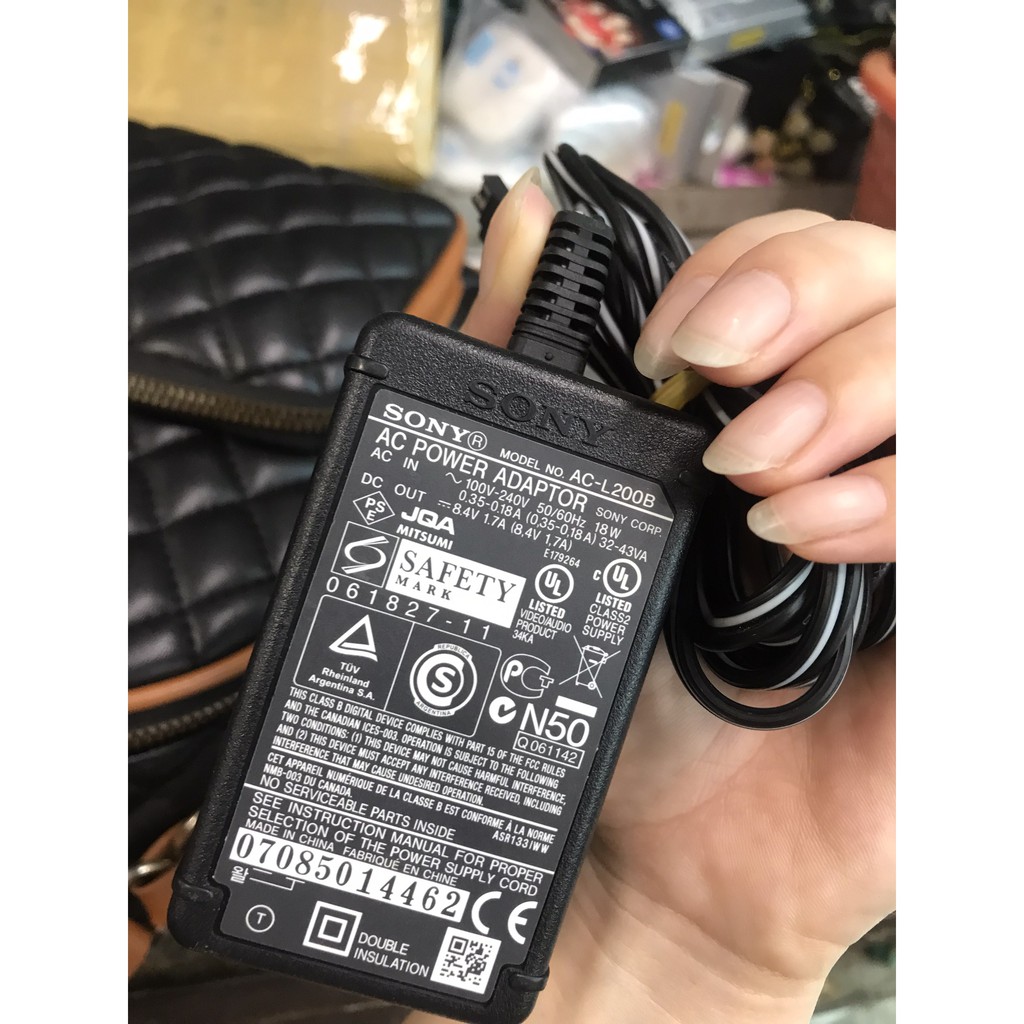 SONY
SONY®
MODEL NO. AC-L200B
AC POWER ADAPTOR SONY CORP.
AC IN ～100V-240V 50/60Hz 18W
0,35-0,18A (0,35-0,18A) 32-43VA
DC OUT ⎓8,4V 1,7A (8,4V 1,7A)
E179264
PS
E
JQA
MITSUMI
SAFETY
MARK
UL
LISTED
VIDEO/AUDIO
PRODUCT
34KA
C UL
LISTED
CLASS2
POWER
SUPPLY
061827-11
TÜV
Rheinland
Argentina S.A.
REPUBLICA
S
ARGENTINA
N50
Q 061142
THIS CLASS B DIGITAL DEVICE COMPLIES WITH PART 15 OF THE FCC RULES
AND THE CANADIAN ICES-003. OPERATION IS SUBJECT TO THE FOLLOWING
TWO CONDITIONS: (1) THIS DEVICE MAY NOT CAUSE HARMFUL INTERFERENCE,
AND (2) THIS DEVICE MUST ACCEPT ANY INTERFERENCE RECEIVED, INCLUDING
INTERFERENCE THAT MAY CAUSE UNDESIRED OPERATION.
CET APPAREIL NUMÉRIQUE DE LA CLASSE B EST CONFORME À LA NORME
NMB-003 DU CANADA.
NO SERVICEABLE PARTS INSIDE ASR133IWW
SEE INSTRUCTION MANUAL FOR PROPER
SELECTION OF THE POWER SUPPLY CORD
MADE IN CHINA FABRIQUÉ EN CHINE
07085014462
CE
T
DOUBLE
INSULATION